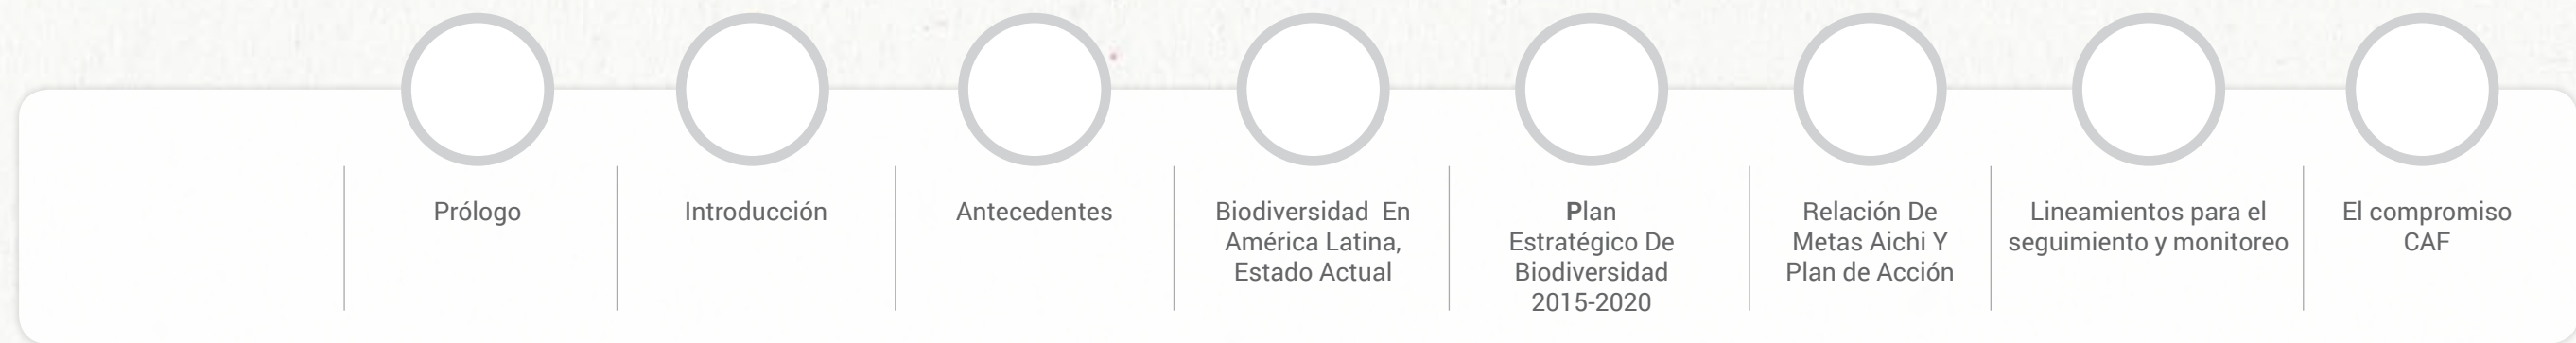 Prólogo
Introducción
Antecedentes
Biodiversidad En
América Latina,
Estado Actual
Plan
Estratégico De
Biodiversidad
2015-2020
Relación De
Metas Aichi Y
Plan de Acción
Lineamientos para el
seguimiento y monitoreo
El compromiso
CAF